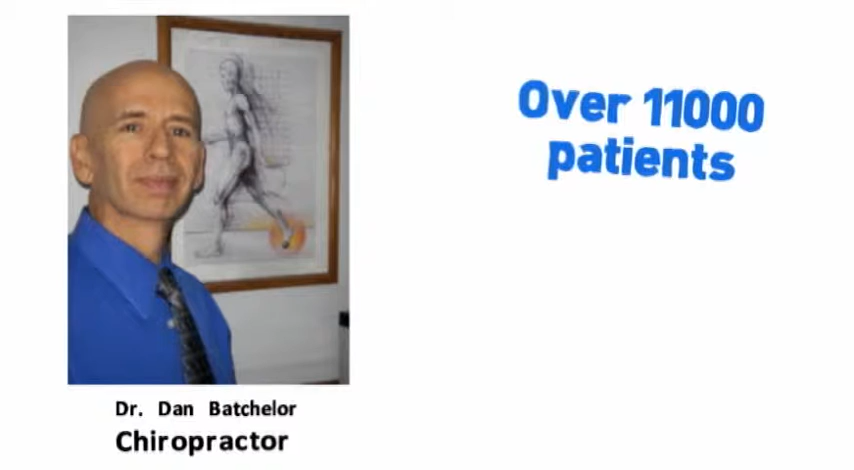 Over 11000
patients
Dr. Dan Batchelor
Chiropractor